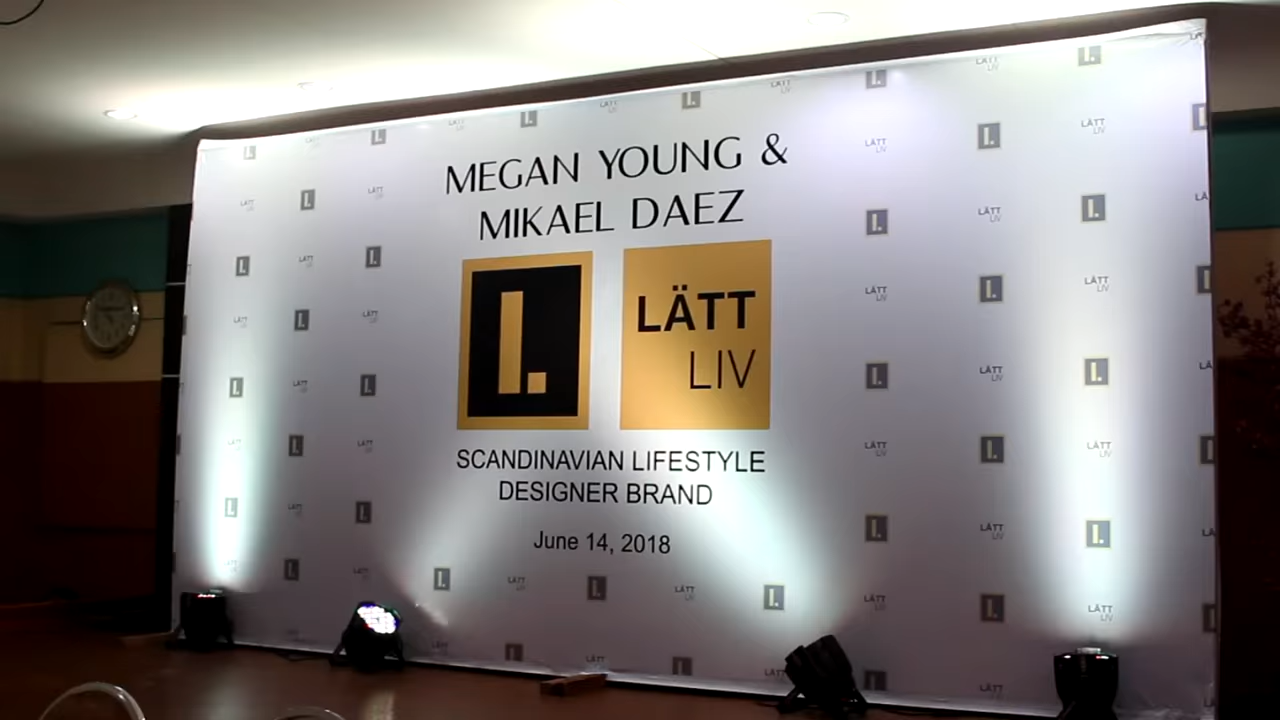 MEGAN YOUNG &
MIKAEL DAEZ
L.
LÄTT
LIV
SCANDINAVIAN LIFESTYLE
DESIGNER BRAND
June 14, 2018